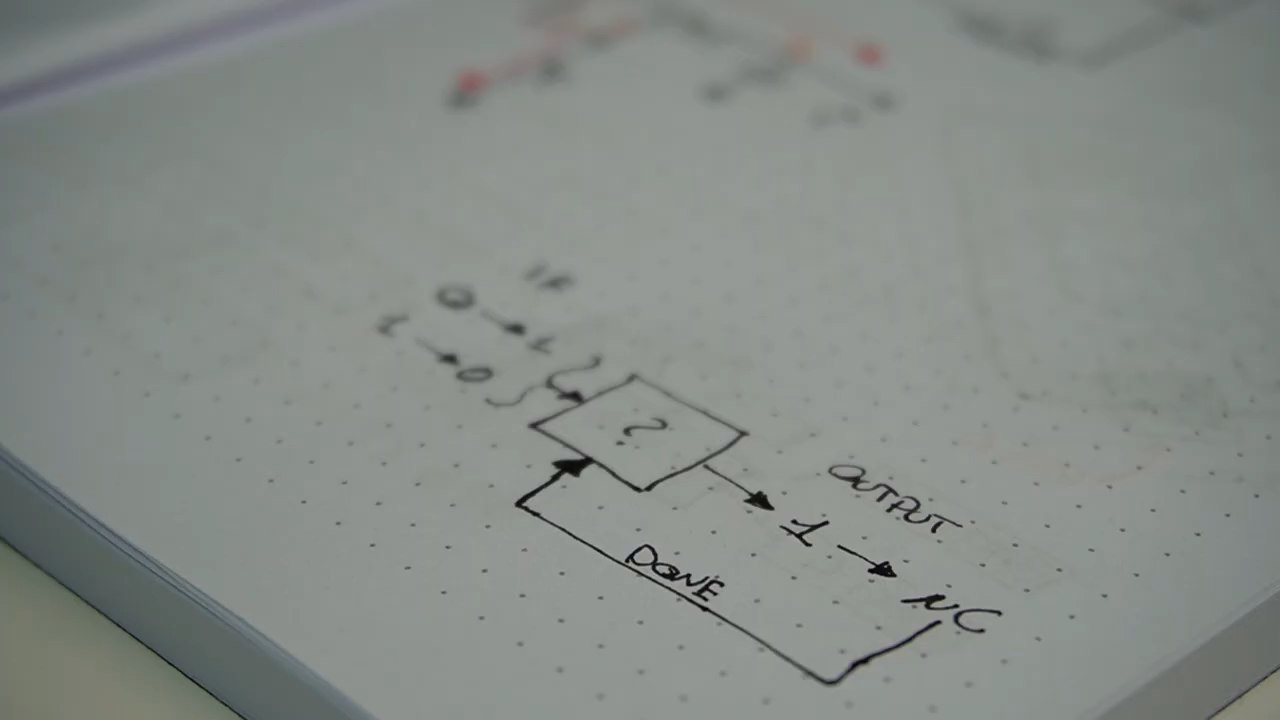 IF
0 → 1
1 → 0
?
OUTPUT
1 → NC
DONE